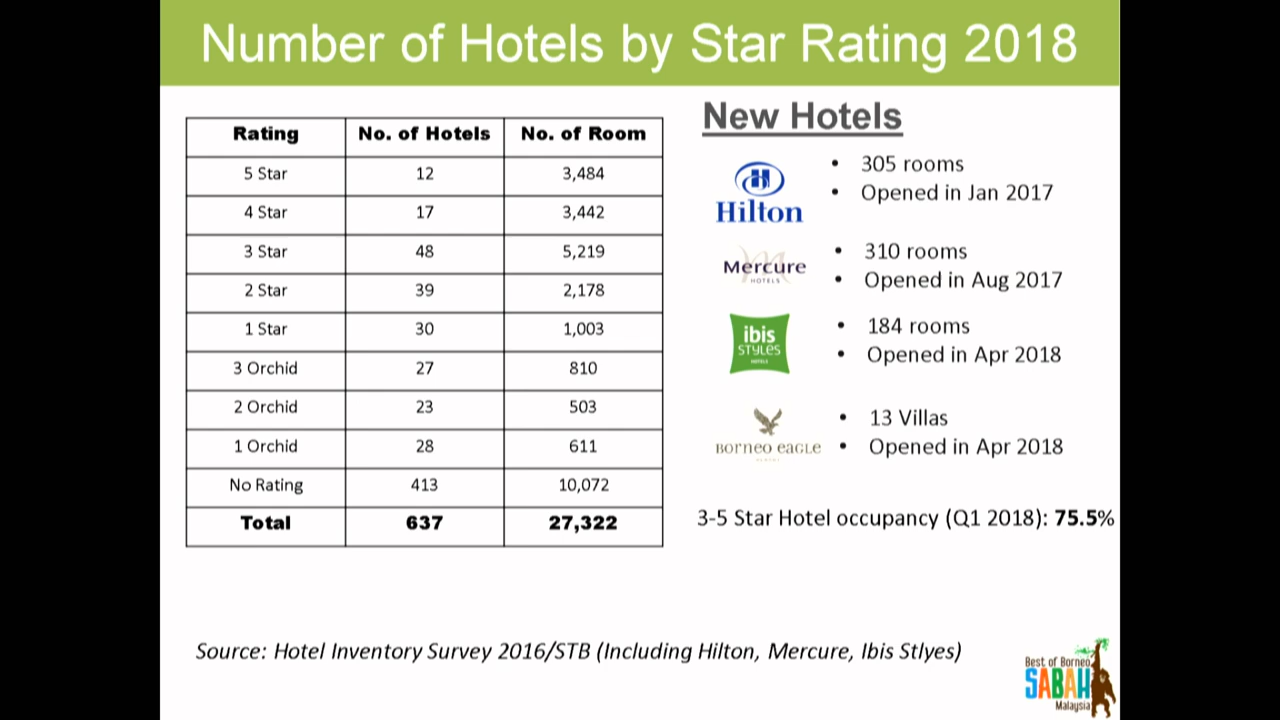 Number of Hotels by Star Rating 2018
Rating No. of Hotels No. of Room
5 Star 12 3,484
4 Star 17 3,442
3 Star 48 5,219
2 Star 39 2,178
1 Star 30 1,003
3 Orchid 27 810
2 Orchid 23 503
1 Orchid 28 611
No Rating 413 10,072
Total 637 27,322
New Hotels
Hilton
• 305 rooms
• Opened in Jan 2017
Mercure
HOTELS
• 310 rooms
• Opened in Aug 2017
ibis
STYLES
HOTELS
• 184 rooms
• Opened in Apr 2018
Borneo eagle
• 13 Villas
• Opened in Apr 2018
3-5 Star Hotel occupancy (Q1 2018): 75.5%
Source: Hotel Inventory Survey 2016/STB (Including Hilton, Mercure, Ibis Stlyes)
Best of Borneo
SABAH
Malaysia